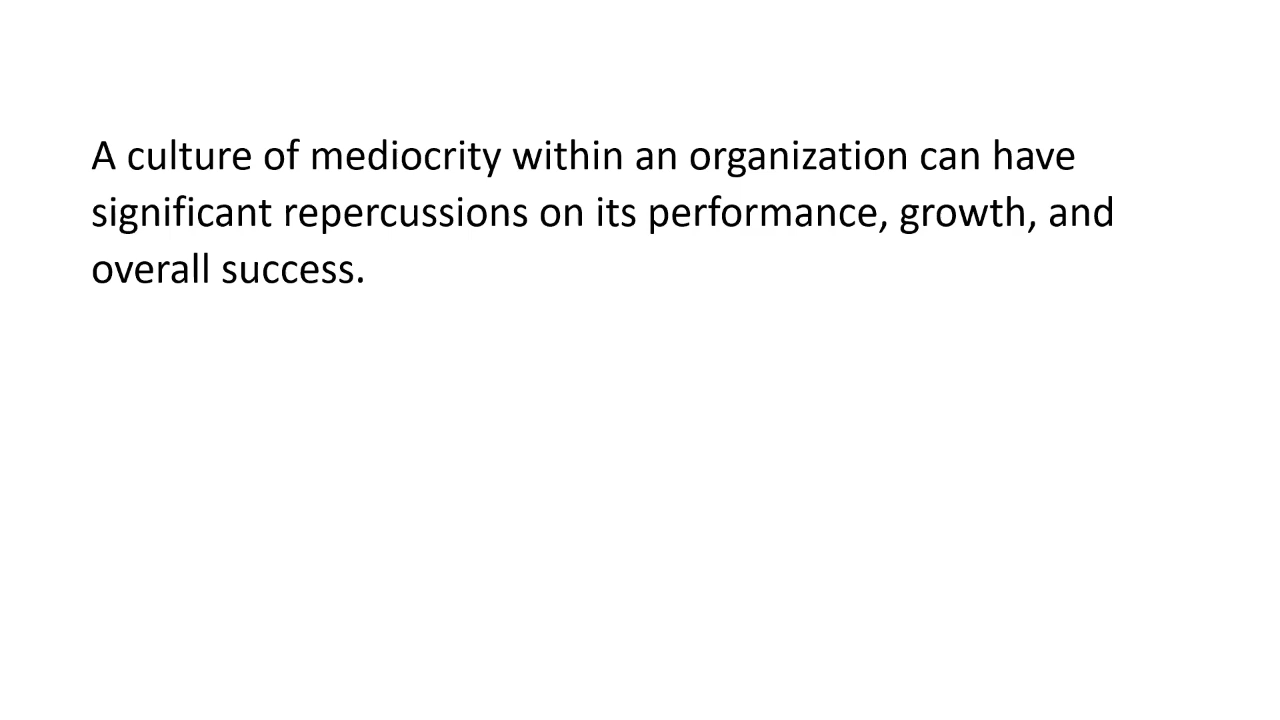 A culture of mediocrity within an organization can have
significant repercussions on its performance, growth, and
overall success.